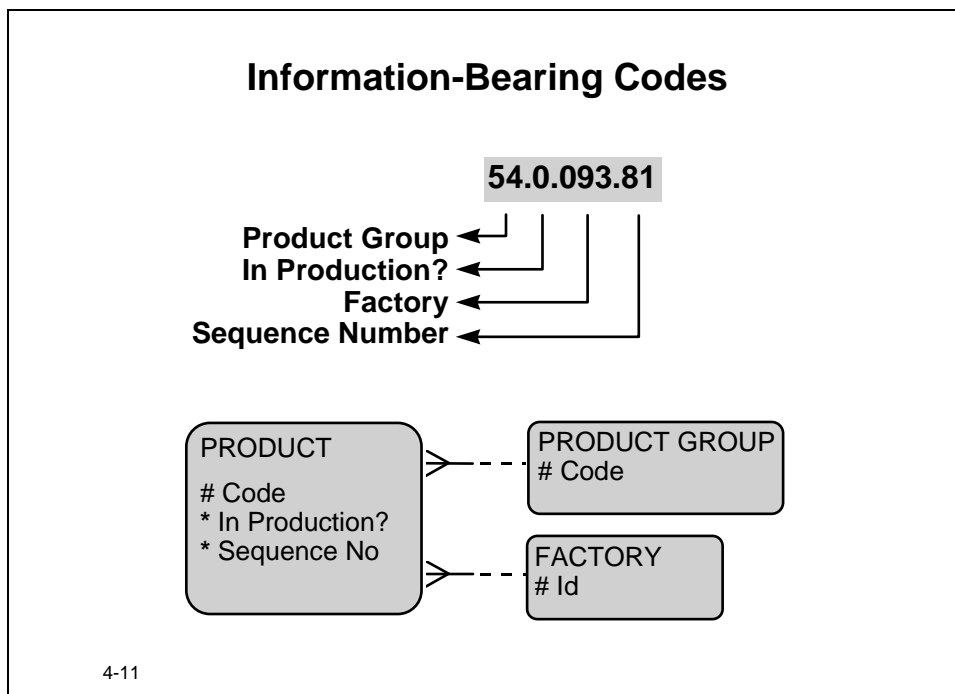 Information-Bearing Codes
54.0.093.81
Product Group
In Production?
Factory
Sequence Number
PRODUCT
# Code
* In Production?
* Sequence No
PRODUCT GROUP
# Code
FACTORY
# Id
4-11